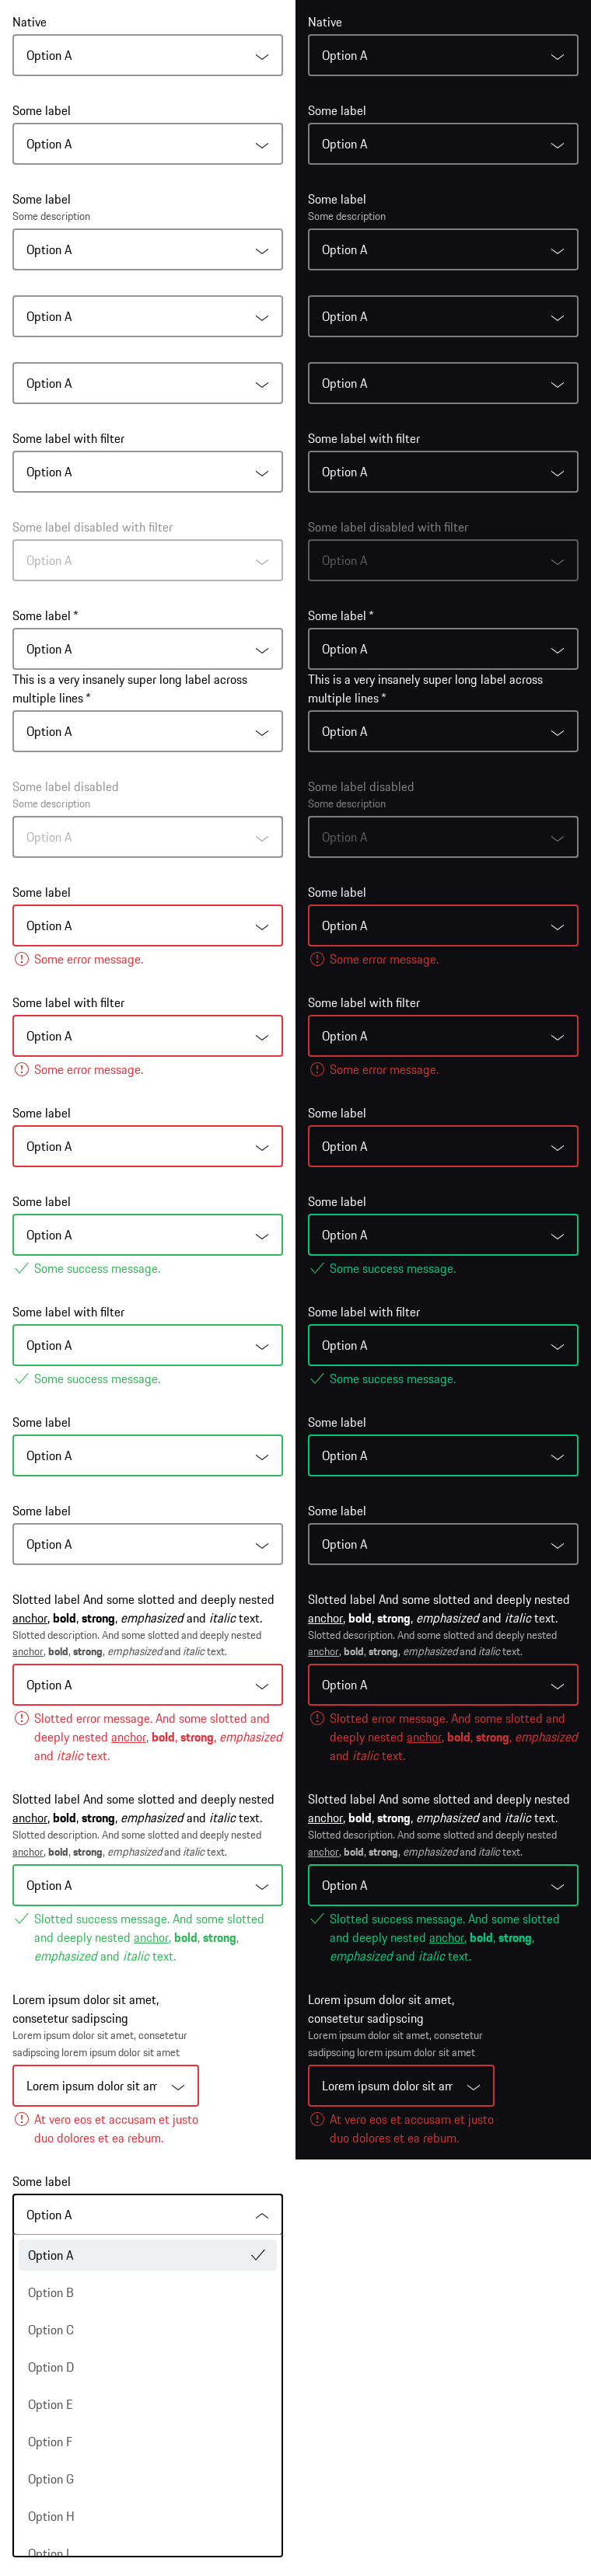 Native
Option A
Some label
Option A
Some label
Some description
Option A
Option A
Option A
Some label with filter
Option A
Some label disabled with filter
Option A
Some label *
Option A
This is a very insanely super long label across
multiple lines *
Option A
Some label disabled
Some description
Option A
Some label
Option A
Some error message.
Some label with filter
Option A
Some error message.
Some label
Option A
Some label
Option A
Some success message.
Some label with filter
Option A
Some success message.
Some label
Option A
Some label
Option A
Slotted label And some slotted and deeply nested
anchor, bold, strong, emphasized and italic text.
Slotted description. And some slotted and deeply nested
anchor, bold, strong, emphasized and italic text.
Option A
Slotted error message. And some slotted and
deeply nested anchor, bold, strong, emphasized
and italic text.
Slotted label And some slotted and deeply nested
anchor, bold, strong, emphasized and italic text.
Slotted description. And some slotted and deeply nested
anchor, bold, strong, emphasized and italic text.
Option A
Slotted success message. And some slotted
and deeply nested anchor, bold, strong,
emphasized and italic text.
Lorem ipsum dolor sit amet,
consetetur sadipscing
Lorem ipsum dolor sit amet, consetetur
sadipscing lorem ipsum dolor sit amet
Lorem ipsum dolor sit am
At vero eos et accusam et justo
duo dolores et ea rebum.
Some label
Option A
Option A
Option B
Option C
Option D
Option E
Option F
Option G
Option H
Option I
Native
Option A
Some label
Option A
Some label
Some description
Option A
Option A
Option A
Some label with filter
Option A
Some label disabled with filter
Option A
Some label *
Option A
This is a very insanely super long label across
multiple lines *
Option A
Some label disabled
Some description
Option A
Some label
Option A
Some error message.
Some label with filter
Option A
Some error message.
Some label
Option A
Some label
Option A
Some success message.
Some label with filter
Option A
Some success message.
Some label
Option A
Some label
Option A
Slotted label And some slotted and deeply nested
anchor, bold, strong, emphasized and italic text.
Slotted description. And some slotted and deeply nested
anchor, bold, strong, emphasized and italic text.
Option A
Slotted error message. And some slotted and
deeply nested anchor, bold, strong, emphasized
and italic text.
Slotted label And some slotted and deeply nested
anchor, bold, strong, emphasized and italic text.
Slotted description. And some slotted and deeply nested
anchor, bold, strong, emphasized and italic text.
Option A
Slotted success message. And some slotted
and deeply nested anchor, bold, strong,
emphasized and italic text.
Lorem ipsum dolor sit amet,
consetetur sadipscing
Lorem ipsum dolor sit amet, consetetur
sadipscing lorem ipsum dolor sit amet
Lorem ipsum dolor sit am
At vero eos et accusam et justo
duo dolores et ea rebum.